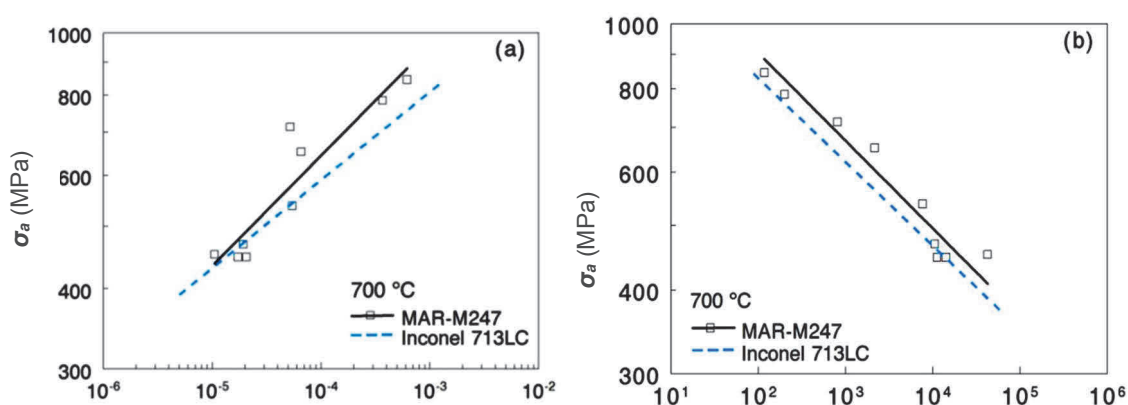 1000
(a)
800
600
400
300
σₐ (MPa)
700 °C
MAR-M247
Inconel 713LC
10⁻⁶
10⁻⁵
10⁻⁴
10⁻³
10⁻²
1000
(b)
800
600
400
300
σₐ (MPa)
700 °C
MAR-M247
Inconel 713LC
10¹
10²
10³
10⁴
10⁵
10⁶